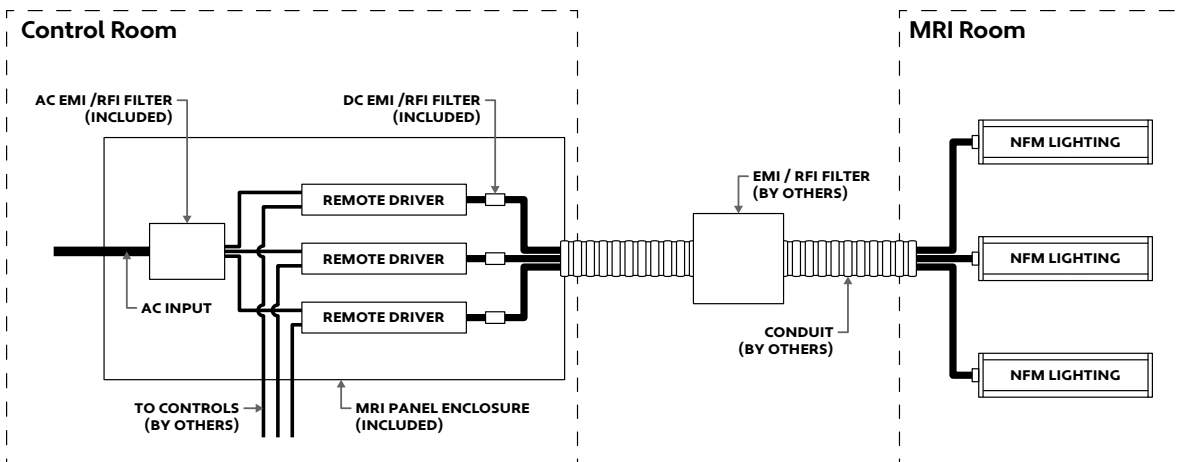 Control Room
MRI Room
AC EMI /RFI FILTER
(INCLUDED)
DC EMI /RFI FILTER
(INCLUDED)
NFM LIGHTING
EMI / RFI FILTER
(BY OTHERS)
REMOTE DRIVER
REMOTE DRIVER
NFM LIGHTING
AC INPUT
REMOTE DRIVER
CONDUIT
(BY OTHERS)
NFM LIGHTING
TO CONTROLS
(BY OTHERS)
MRI PANEL ENCLOSURE
(INCLUDED)